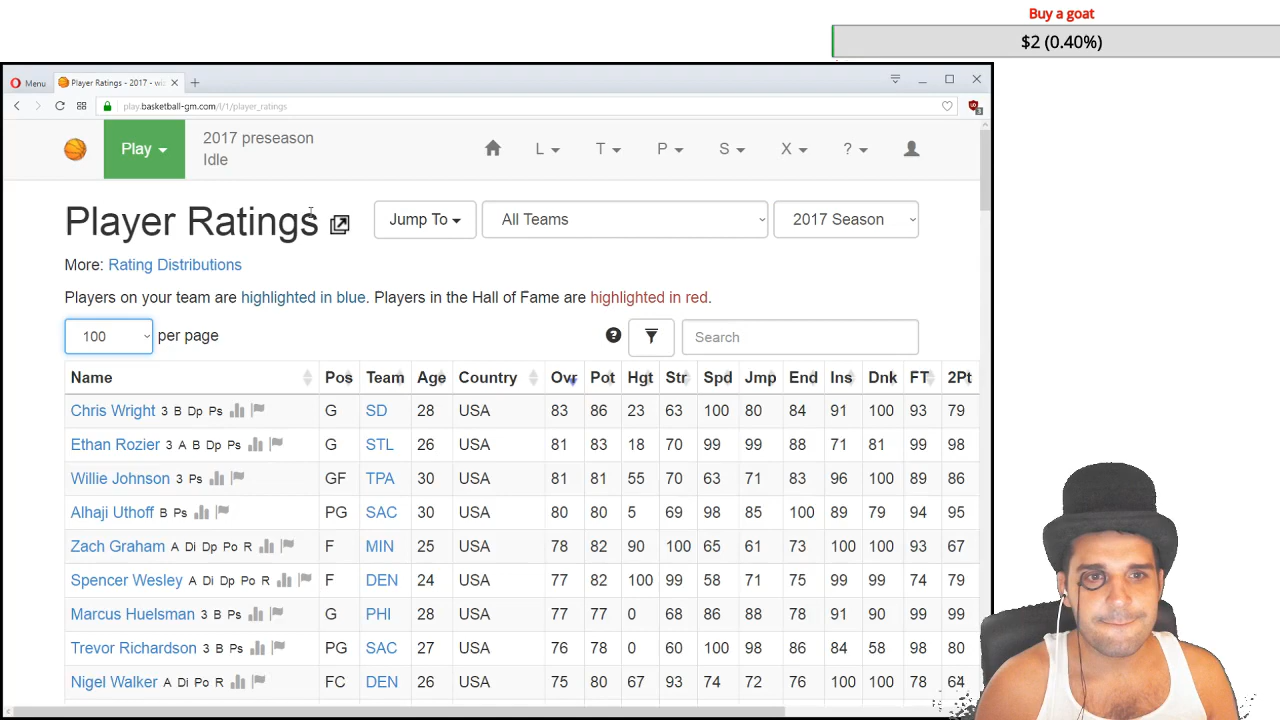 Buy a goat
$2 (0.40%)
Menu
Player Ratings - 2017 - wi
play.basketball-gm.com/l/1/player_ratings
Play
2017 preseason
Idle
L
T
P
S
X
?
Player Ratings
Jump To
All Teams
2017 Season
More: Rating Distributions
Players on your team are highlighted in blue. Players in the Hall of Fame are highlighted in red.
100 per page
Search
Name Pos Team Age Country Ovr Pot Hgt Str Spd Jmp End Ins Dnk FT 2Pt
Chris Wright 3 B Dp Ps G SD 28 USA 83 86 23 63 100 80 84 91 100 93 79
Ethan Rozier 3 A B Dp Ps G STL 26 USA 81 83 18 70 99 99 88 71 81 99 98
Willie Johnson 3 Ps GF TPA 30 USA 81 81 55 70 63 71 83 96 100 89 86
Alhaji Uthoff B Ps PG SAC 30 USA 80 80 5 69 98 85 100 89 79 94 95
Zach Graham A Di Dp Po R F MIN 25 USA 78 82 90 100 65 61 73 100 100 93 67
Spencer Wesley A Di Dp Po R F DEN 24 USA 77 82 100 99 58 71 75 99 99 74 79
Marcus Huelsman 3 B Ps G PHI 28 USA 77 77 0 68 86 88 78 91 90 99 99
Trevor Richardson 3 B Ps PG SAC 27 USA 76 78 0 60 100 98 86 84 58 98 80
Nigel Walker A Di Po R FC DEN 26 USA 75 80 67 93 74 72 76 100 100 78 64